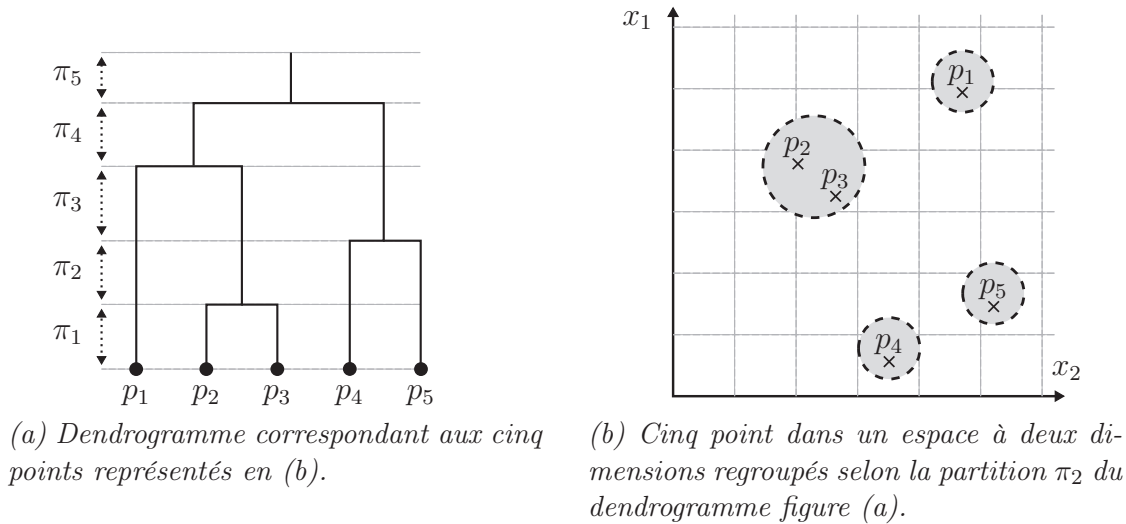 π₅
π₄
π₃
π₂
π₁
p₁ p₂ p₃ p₄ p₅
(a) Dendrogramme correspondant aux cinq
points représentés en (b).
x₁
p₁
p₂
p₃
p₅
p₄
x₂
(b) Cinq point dans un espace à deux di-
mensions regroupés selon la partition π₂ du
dendrogramme figure (a).